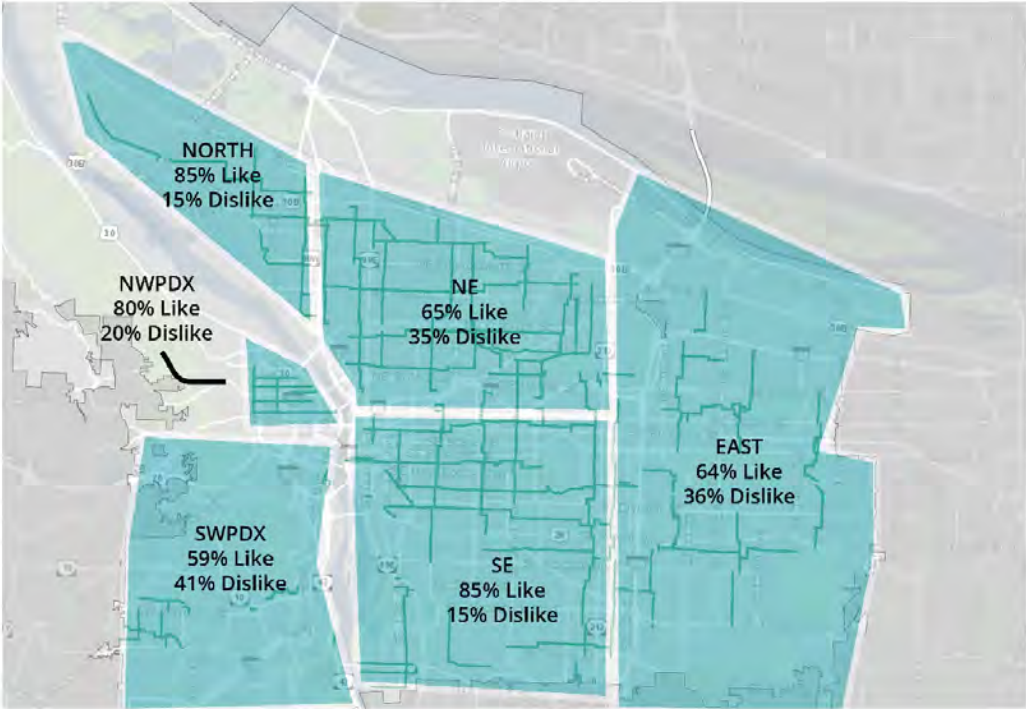 NORTH
85% Like
15% Dislike
30
NWPDX
80% Like
20% Dislike
NE
65% Like
35% Dislike
EAST
64% Like
36% Dislike
SWPDX
59% Like
41% Dislike
SE
85% Like
15% Dislike